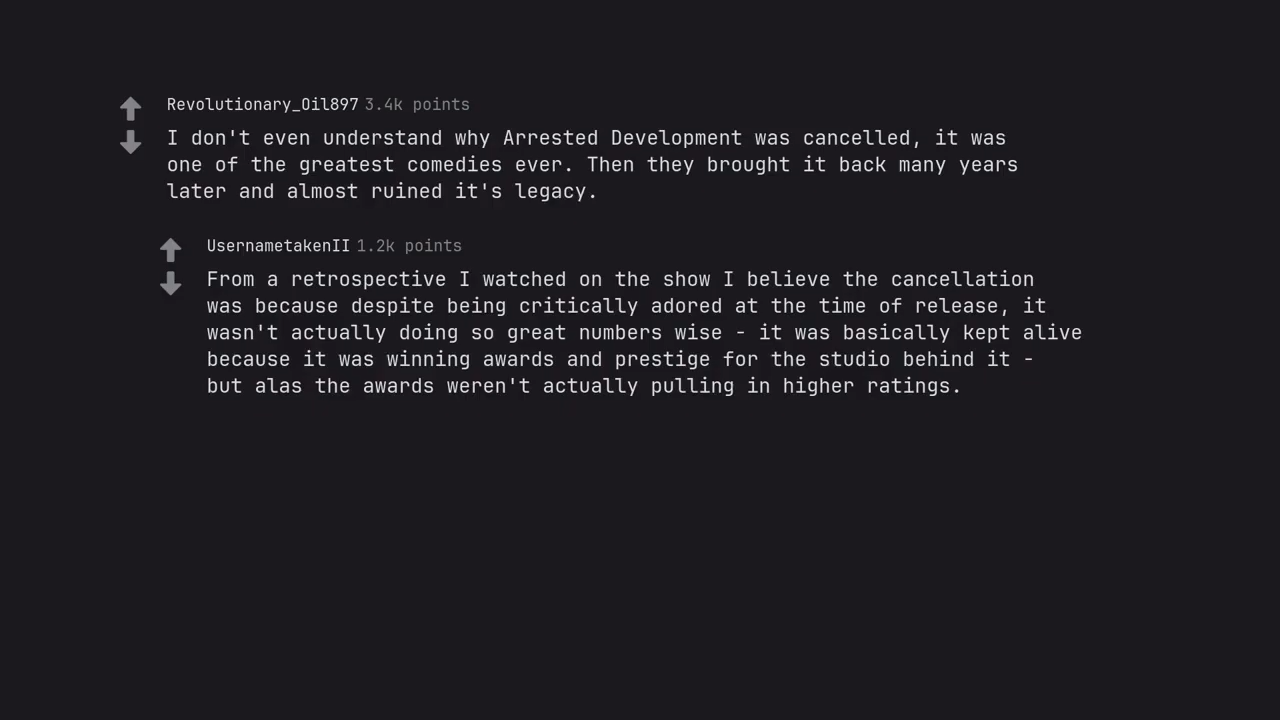 Revolutionary_Oil897 3.4k points
I don't even understand why Arrested Development was cancelled, it was
one of the greatest comedies ever. Then they brought it back many years
later and almost ruined it's legacy.
UsernametakenII 1.2k points
From a retrospective I watched on the show I believe the cancellation
was because despite being critically adored at the time of release, it
wasn't actually doing so great numbers wise - it was basically kept alive
because it was winning awards and prestige for the studio behind it -
but alas the awards weren't actually pulling in higher ratings.